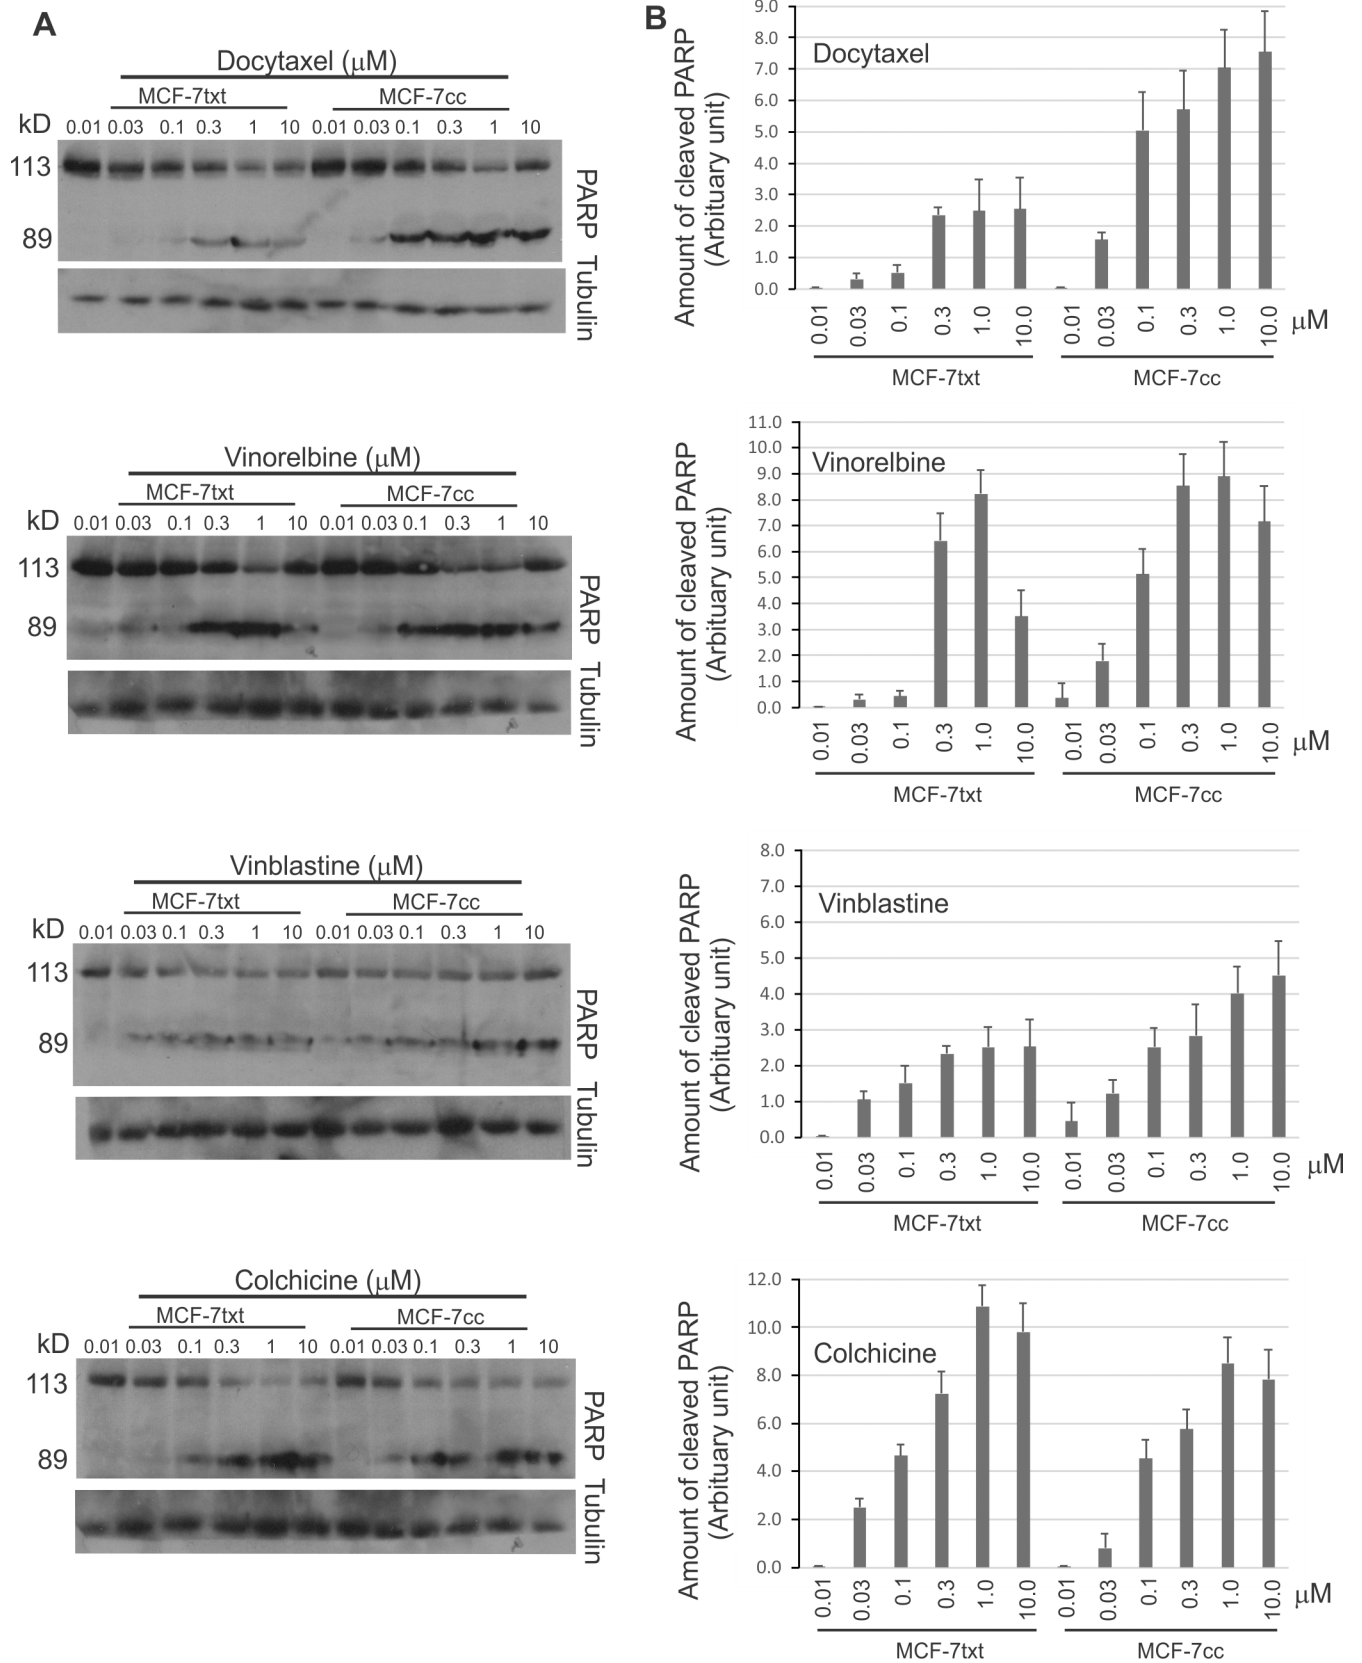 A
Docytaxel (μM)
MCF-7txt MCF-7cc
kD 0.01 0.03 0.1 0.3 1 10 0.01 0.03 0.1 0.3 1 10
113
89
PARP
Tubulin
Vinorelbine (μM)
MCF-7txt MCF-7cc
kD 0.01 0.03 0.1 0.3 1 10 0.01 0.03 0.1 0.3 1 10
113
89
PARP
Tubulin
Vinblastine (μM)
MCF-7txt MCF-7cc
kD 0.01 0.03 0.1 0.3 1 10 0.01 0.03 0.1 0.3 1 10
113
89
PARP
Tubulin
Colchicine (μM)
MCF-7txt MCF-7cc
kD 0.01 0.03 0.1 0.3 1 10 0.01 0.03 0.1 0.3 1 10
113
89
PARP
Tubulin
B
Amount of cleaved PARP
(Arbituary unit)
Docytaxel
9.0
8.0
7.0
6.0
5.0
4.0
3.0
2.0
1.0
0.0
0.01 0.03 0.1 0.3 1.0 10.0 0.01 0.03 0.1 0.3 1.0 10.0 μM
MCF-7txt MCF-7cc
Amount of cleaved PARP
(Arbituary unit)
Vinorelbine
11.0
10.0
9.0
8.0
7.0
6.0
5.0
4.0
3.0
2.0
1.0
0.0
0.01 0.03 0.1 0.3 1.0 10.0 0.01 0.03 0.1 0.3 1.0 10.0 μM
MCF-7txt MCF-7cc
Amount of cleaved PARP
(Arbituary unit)
Vinblastine
8.0
7.0
6.0
5.0
4.0
3.0
2.0
1.0
0.0
0.01 0.03 0.1 0.3 1.0 10.0 0.01 0.03 0.1 0.3 1.0 10.0 μM
MCF-7txt MCF-7cc
Amount of cleaved PARP
(Arbituary unit)
Colchicine
12.0
10.0
8.0
6.0
4.0
2.0
0.0
0.01 0.03 0.1 0.3 1.0 10.0 0.01 0.03 0.1 0.3 1.0 10.0 μM
MCF-7txt MCF-7cc